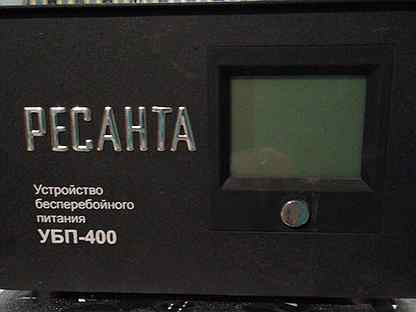 РЕСАНТА
Устройство
бесперебойного
питания
УБП-400